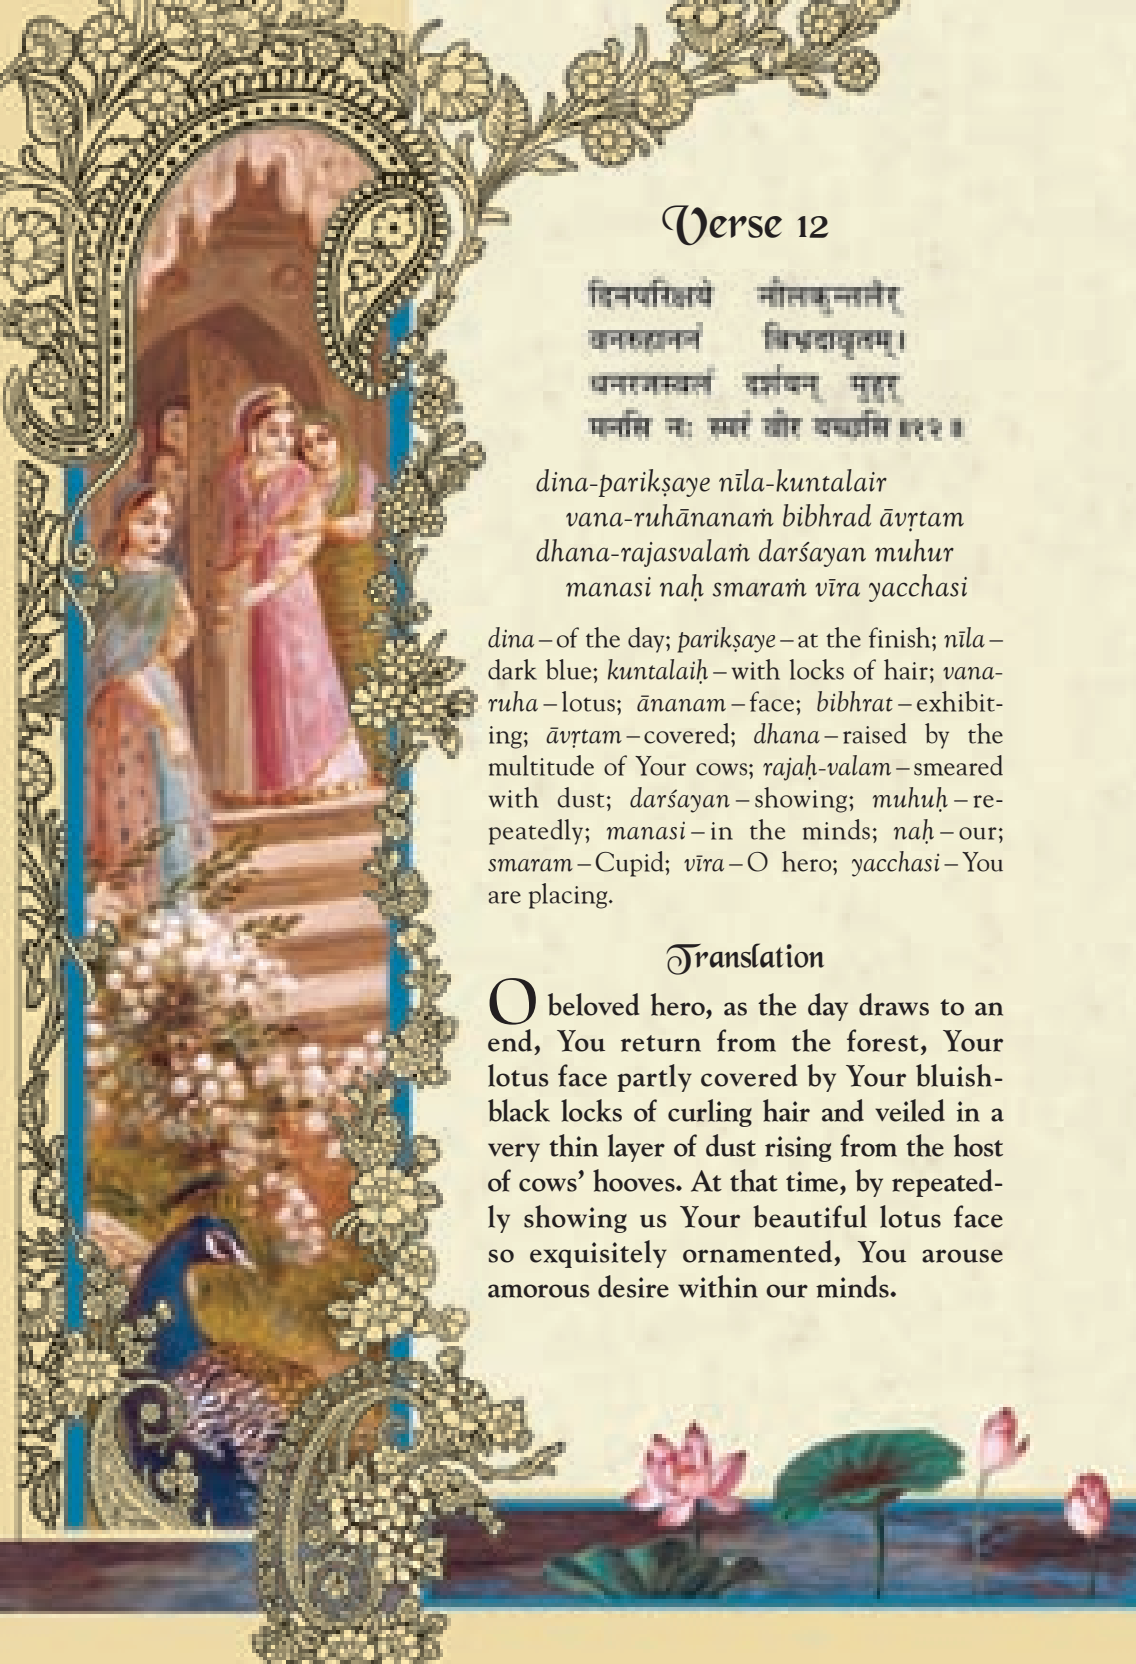 Verse 12
दिनपरिक्षये नीलकुन्तलैर्
वनरुहाननं बिभ्रदावृतम्।
धनरजस्वलं दर्शयन् मुहुर्
मनसि नः स्मरं वीर यच्छसि॥१२॥
dina-parikṣaye nīla-kuntalair
vana-ruhānanaṁ bibhrad āvṛtam
dhana-rajasvalaṁ darśayan muhur
manasi naḥ smaraṁ vīra yacchasi
dina – of the day; parikṣaye – at the finish; nīla –
dark blue; kuntalaiḥ – with locks of hair; vana-
ruha – lotus; ānanam – face; bibhrat – exhibit-
ing; āvṛtam – covered; dhana – raised by the
multitude of Your cows; rajaḥ-valam – smeared
with dust; darśayan – showing; muhuḥ – re-
peatedly; manasi – in the minds; naḥ – our;
smaram – Cupid; vīra – O hero; yacchasi – You
are placing.
Translation
O beloved hero, as the day draws to an
end, You return from the forest, Your
lotus face partly covered by Your bluish-
black locks of curling hair and veiled in a
very thin layer of dust rising from the host
of cows’ hooves. At that time, by repeated-
ly showing us Your beautiful lotus face
so exquisitely ornamented, You arouse
amorous desire within our minds.